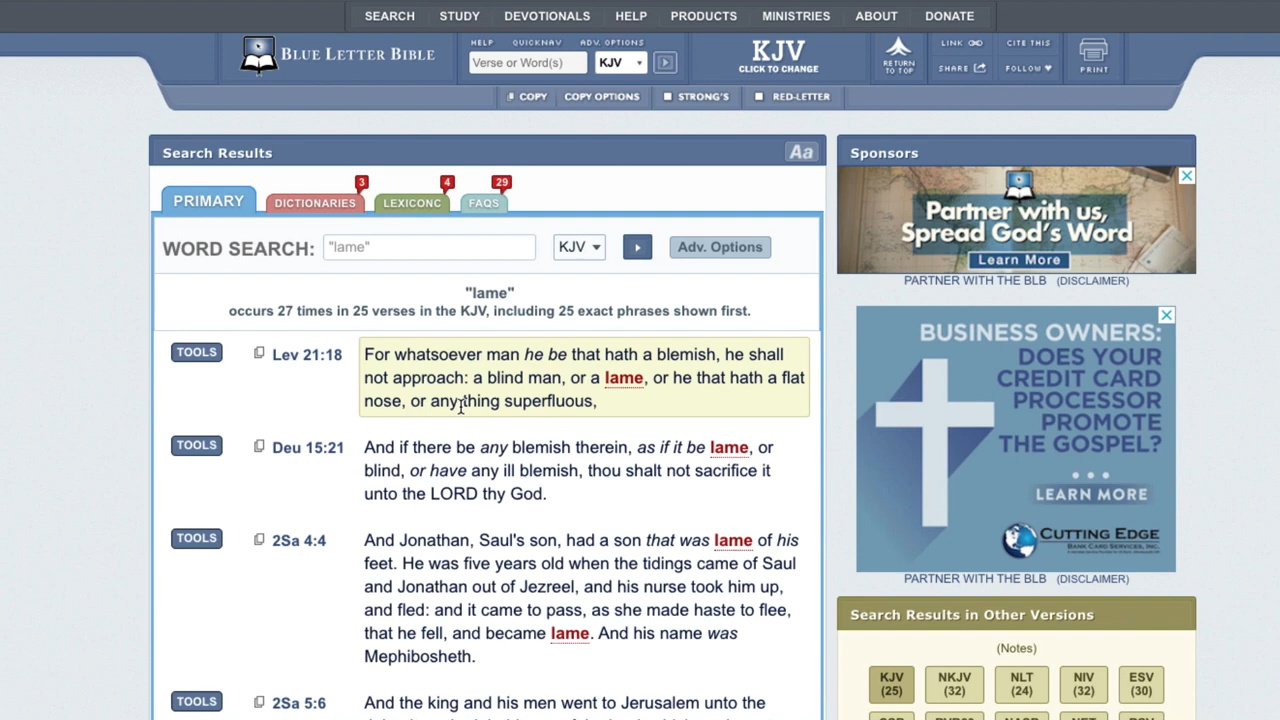 SEARCH STUDY DEVOTIONALS HELP PRODUCTS MINISTRIES ABOUT DONATE
BLUE LETTER BIBLE
HELP QUICKNAV ADV. OPTIONS
Verse or Word(s) KJV
KJV
CLICK TO CHANGE
RETURN
TO TOP
LINK CITE THIS
SHARE FOLLOW
PRINT
COPY COPY OPTIONS STRONG'S RED-LETTER
Search Results Aa
3 4 29
PRIMARY DICTIONARIES LEXICONC FAQS
WORD SEARCH: "lame" KJV Adv. Options
"lame"
occurs 27 times in 25 verses in the KJV, including 25 exact phrases shown first.
TOOLS Lev 21:18 For whatsoever man he be that hath a blemish, he shall
not approach: a blind man, or a lame, or he that hath a flat
nose, or any thing superfluous,
TOOLS Deu 15:21 And if there be any blemish therein, as if it be lame, or
blind, or have any ill blemish, thou shalt not sacrifice it
unto the LORD thy God.
TOOLS 2Sa 4:4 And Jonathan, Saul's son, had a son that was lame of his
feet. He was five years old when the tidings came of Saul
and Jonathan out of Jezreel, and his nurse took him up,
and fled: and it came to pass, as she made haste to flee,
that he fell, and became lame. And his name was
Mephibosheth.
TOOLS 2Sa 5:6 And the king and his men went to Jerusalem unto the
Sponsors
Partner with us,
Spread God's Word
Learn More
PARTNER WITH THE BLB (DISCLAIMER)
BUSINESS OWNERS:
DOES YOUR
CREDIT CARD
PROCESSOR
PROMOTE
THE GOSPEL?
LEARN MORE
CUTTING EDGE
BANK CARD SERVICES, INC.
PARTNER WITH THE BLB (DISCLAIMER)
Search Results in Other Versions
(Notes)
KJV NKJV NLT NIV ESV
(25) (32) (24) (32) (30)